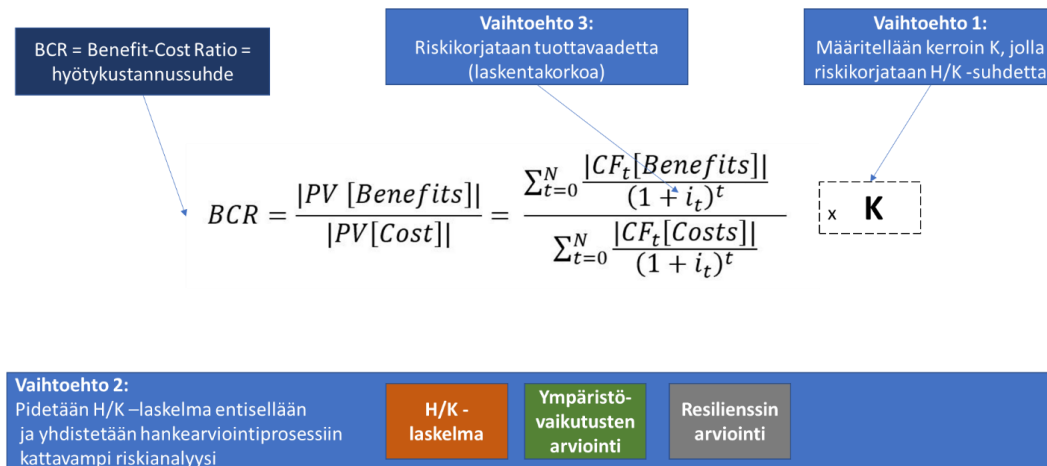 BCR = Benefit-Cost Ratio =
hyötykustannussuhde
Vaihtoehto 3:
Riskikorjataan tuottavaadetta
(laskentakorkoa)
Vaihtoehto 1:
Määritellään kerroin K, jolla
riskikorjataan H/K -suhdetta
BCR = |PV [Benefits]| / |PV[Cost]| = ∑_{t=0}^{N} |CF_t[Benefits]| / (1 + i_t)^t / ∑_{t=0}^{N} |CF_t[Costs]| / (1 + i_t)^t x K
Vaihtoehto 2:
Pidetään H/K –laskelma entisellään
ja yhdistetään hankearviointiprosessiin
kattavampi riskianalyysi
H/K -
laskelma
Ympäristö-
vaikutusten
arviointi
Resilienssin
arviointi